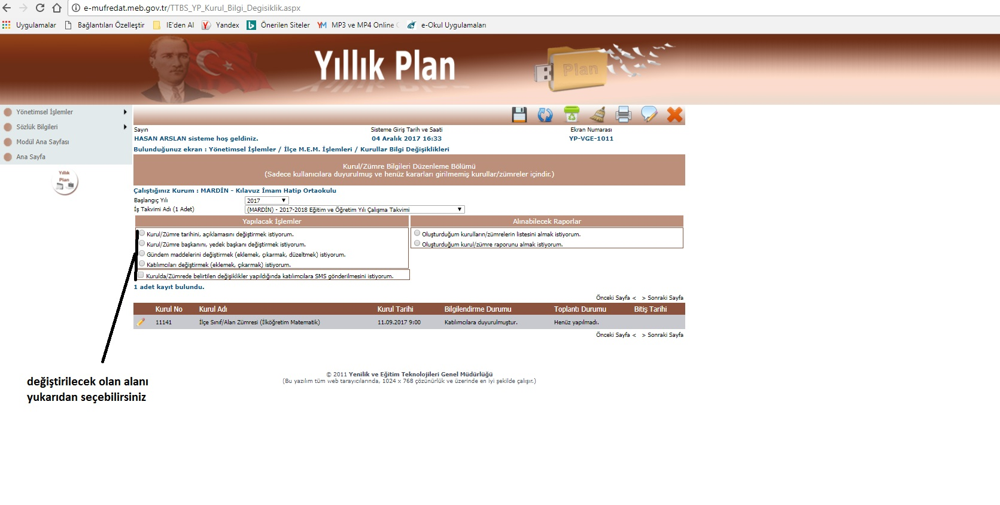 e-mufredat.meb.gov.tr/TTBS_YP_Kurul_Bilgi_Degisiklik.aspx
Uygulamalar Bağlantıları Özelleştir IE'den Al Yandex Önerilen Siteler MP3 ve MP4 Online e-Okul Uygulamaları
Yıllık Plan
Plan
Yönetimsel İşlemler
Sözlük Bilgileri
Modül Ana Sayfası
Ana Sayfa
Yıllık
Plan
Sayın Sisteme Giriş Tarih ve Saati Ekran Numarası
HASAN ARSLAN sisteme hoş geldiniz. 04 Aralık 2017 16:33 YP-VGE-1011
Bulunduğunuz ekran : Yönetimsel İşlemler / İlçe M.E.M. İşlemleri / Kurullar Bilgi Değişiklikleri
Kurul/Zümre Bilgileri Düzenleme Bölümü
(Sadece kullanıcılara duyurulmuş ve henüz kararları girilmemiş kurullar/zümreler içindir.)
Çalıştığınız Kurum : MARDİN - Kılavuz İmam Hatip Ortaokulu
Başlangıç Yılı 2017
İş Takvimi Adı (1 Adet) (MARDİN) - 2017-2018 Eğitim ve Öğretim Yılı Çalışma Takvimi
Yapılacak İşlemler Alınabilecek Raporlar
Kurul/Zümre tarihini, açıklamasını değiştirmek istiyorum. Oluşturduğum kurulların/zümrelerin listesini almak istiyorum.
Kurul/Zümre başkanını, yedek başkanı değiştirmek istiyorum. Oluşturduğum kurul/zümre raporunu almak istiyorum.
Gündem maddelerini değiştirmek (eklemek, çıkarmak, düzeltmek) istiyorum.
Katılımcıları değiştirmek (eklemek, çıkarmak) istiyorum.
Kurulda/Zümrede belirtilen değişiklikler yapıldığında katılımcılara SMS gönderilmesini istiyorum.
1 adet kayıt bulundu.
Önceki Sayfa < > Sonraki Sayfa
Kurul No Kurul Adı Kurul Tarihi Bilgilendirme Durumu Toplantı Durumu Bitiş Tarihi
11141 İlçe Sınıf/Alan Zümresi (İlköğretim Matematik) 11.09.2017 9:00 Katılımcılara duyurulmuştur. Henüz yapılmadı.
Önceki Sayfa < > Sonraki Sayfa
değiştirilecek olan alanı
yukarıdan seçebilirsiniz
© 2011 Yenilik ve Eğitim Teknolojileri Genel Müdürlüğü
(Bu yazılım tüm web tarayıcılarında, 1024 x 768 çözünürlük ve üzerinde en iyi şekilde çalışır.)